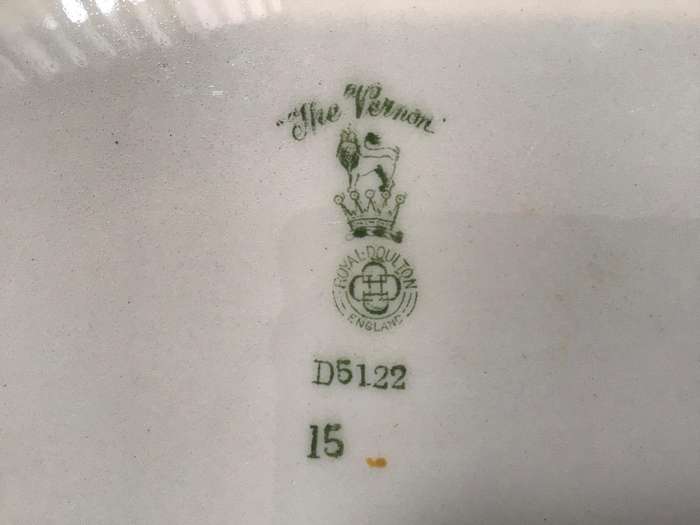 "The Vernon"
ROYAL·DOULTON
ENGLAND
D5122
15